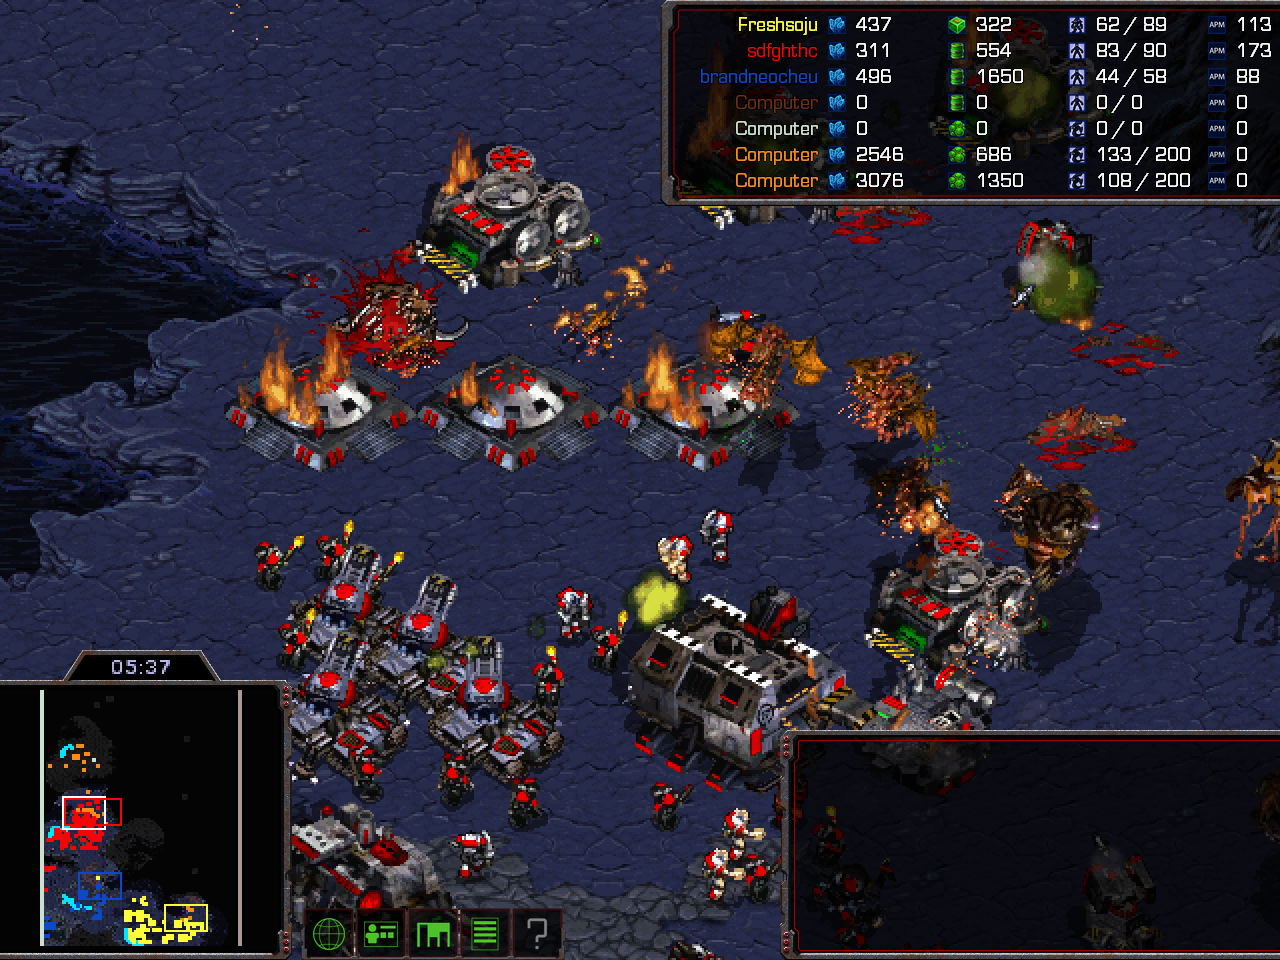 Freshsoju 437 322 62/89 APM 113
sdfghthc 311 554 83/90 APM 173
brandneocheu 496 1650 44/58 APM 88
Computer 0 0 0/0 APM 0
Computer 0 0 0/0 APM 0
Computer 2546 686 133/200 APM 0
Computer 3076 1350 108/200 APM 0
05:37
?